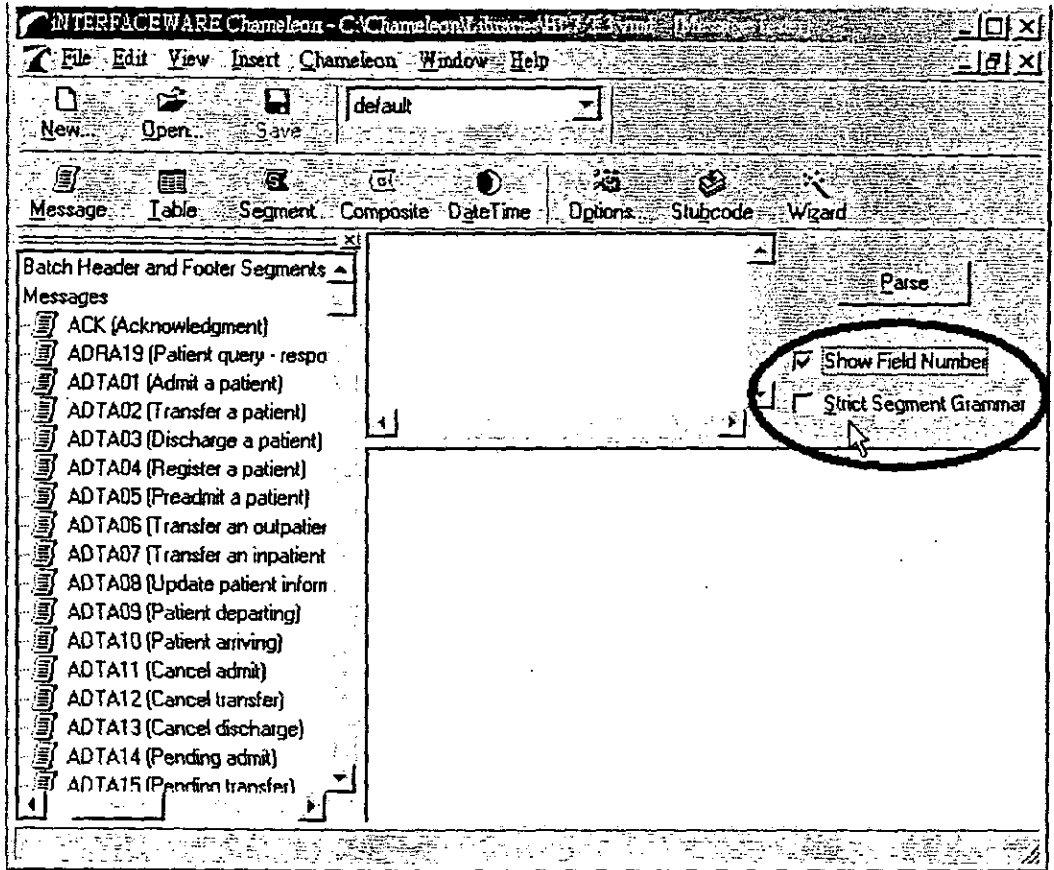 iNTERFACEWARE Chameleon - C:\Chameleon\Libraries\
File Edit View Insert Chameleon Window Help
New... Open... Save default
Message Table Segment Composite DateTime Options Stubcode Wizard
Batch Header and Footer Segments
Messages
ACK (Acknowledgment)
ADRA19 (Patient query - respo
ADTA01 (Admit a patient)
ADTA02 (Transfer a patient)
ADTA03 (Discharge a patient)
ADTA04 (Register a patient)
ADTA05 (Preadmit a patient)
ADTA06 (Transfer an outpatien
ADTA07 (Transfer an inpatient
ADTA08 (Update patient inform
ADTA09 (Patient departing)
ADTA10 (Patient arriving)
ADTA11 (Cancel admit)
ADTA12 (Cancel transfer)
ADTA13 (Cancel discharge)
ADTA14 (Pending admit)
ADTA15 (Pending transfer)
Parse
Show Field Number
Strict Segment Grammar